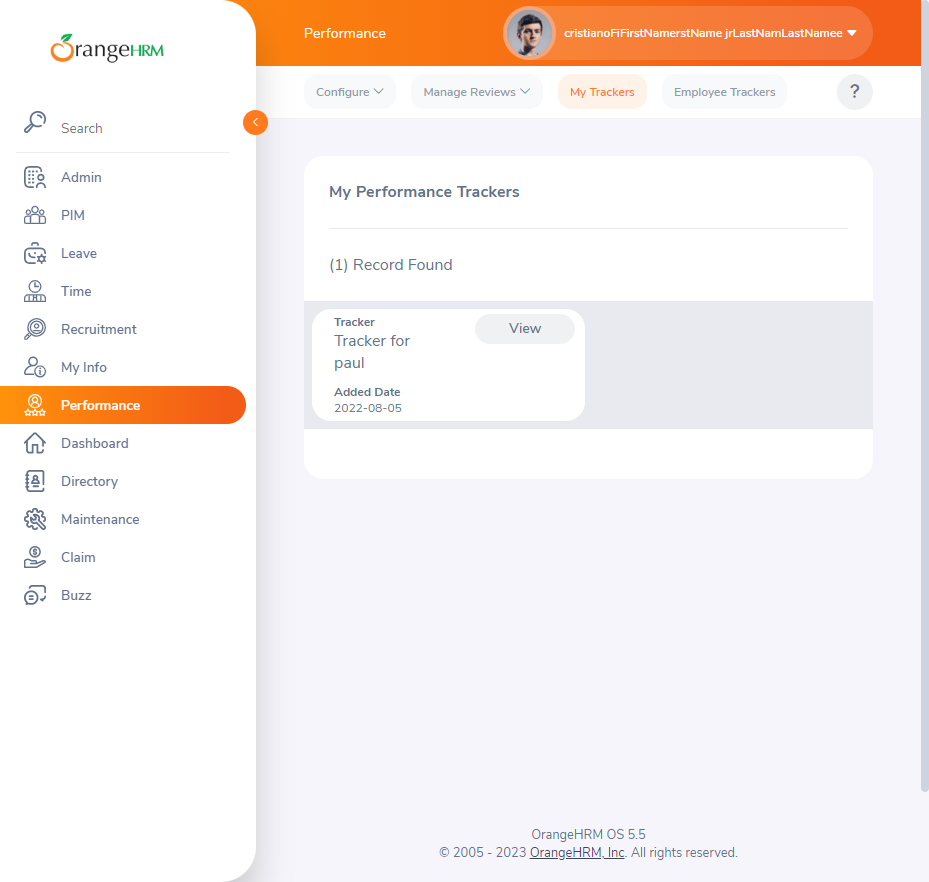 OrangeHRM
Search
Admin
PIM
Leave
Time
Recruitment
My Info
Performance
Dashboard
Directory
Maintenance
Claim
Buzz
Performance
cristianoFiFirstNamerstName jrLastNamLastNamee
Configure
Manage Reviews
My Trackers
Employee Trackers
?
My Performance Trackers
(1) Record Found
Tracker
Tracker for
paul
View
Added Date
2022-08-05
OrangeHRM OS 5.5
© 2005 - 2023 OrangeHRM, Inc. All rights reserved.